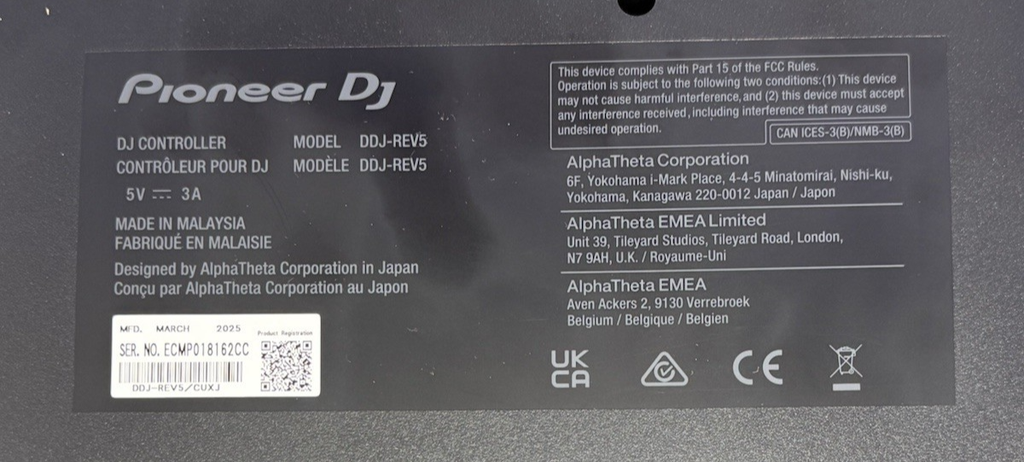 Pioneer DJ
DJ CONTROLLER MODEL DDJ-REV5
CONTRÔLEUR POUR DJ MODÈLE DDJ-REV5
5V ⎓ 3A
MADE IN MALAYSIA
FABRIQUÉ EN MALAISIE
Designed by AlphaTheta Corporation in Japan
Conçu par AlphaTheta Corporation au Japon
MFD. MARCH 2025
Product Registration
SER. NO. ECMP018162CC
DDJ-REV5/CUXJ
This device complies with Part 15 of the FCC Rules.
Operation is subject to the following two conditions:(1) This device
may not cause harmful interference, and (2) this device must accept
any interference received, including interference that may cause
undesired operation.
CAN ICES-3(B)/NMB-3(B)
AlphaTheta Corporation
6F, Yokohama i-Mark Place, 4-4-5 Minatomirai, Nishi-ku,
Yokohama, Kanagawa 220-0012 Japan / Japon
AlphaTheta EMEA Limited
Unit 39, Tileyard Studios, Tileyard Road, London,
N7 9AH, U.K. / Royaume-Uni
AlphaTheta EMEA
Aven Ackers 2, 9130 Verrebroek
Belgium / Belgique / Belgien
UK
CA
CE